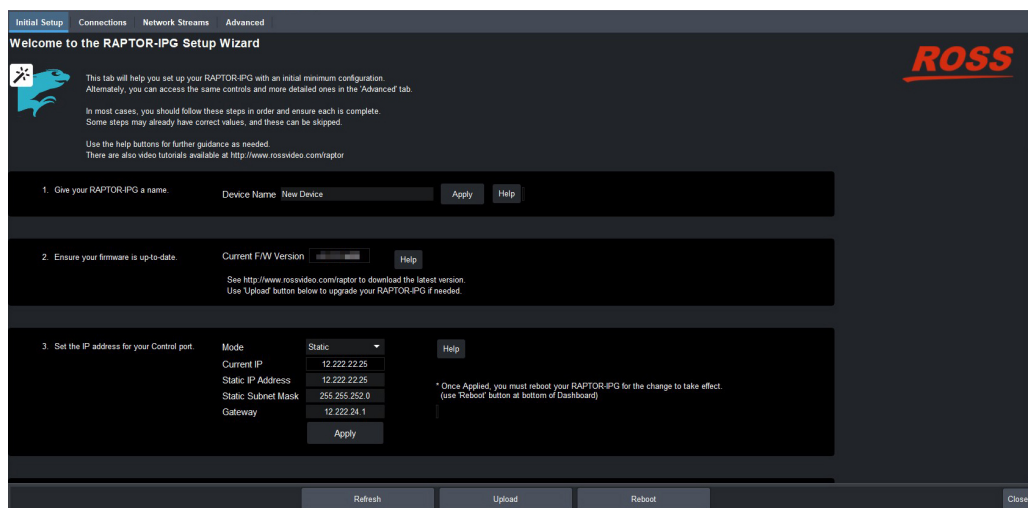 Initial Setup Connections Network Streams Advanced
Welcome to the RAPTOR-IPG Setup Wizard
ROSS
This tab will help you set up your RAPTOR-IPG with an initial minimum configuration.
Alternately, you can access the same controls and more detailed ones in the 'Advanced' tab.
In most cases, you should follow these steps in order and ensure each is complete.
Some steps may already have correct values, and these can be skipped.
Use the help buttons for further guidance as needed.
There are also video tutorials available at http://www.rossvideo.com/raptor
1. Give your RAPTOR-IPG a name. Device Name New Device Apply Help
2. Ensure your firmware is up-to-date. Current F/W Version Help
See http://www.rossvideo.com/raptor to download the latest version.
Use 'Upload' button below to upgrade your RAPTOR-IPG if needed.
3. Set the IP address for your Control port. Mode Static Help
Current IP 12.222.22.25
Static IP Address 12.222.22.25
Static Subnet Mask 255.255.252.0
Gateway 12.222.24.1
* Once Applied, you must reboot your RAPTOR-IPG for the change to take effect.
(use 'Reboot' button at bottom of Dashboard)
Apply
Refresh Upload Reboot Close